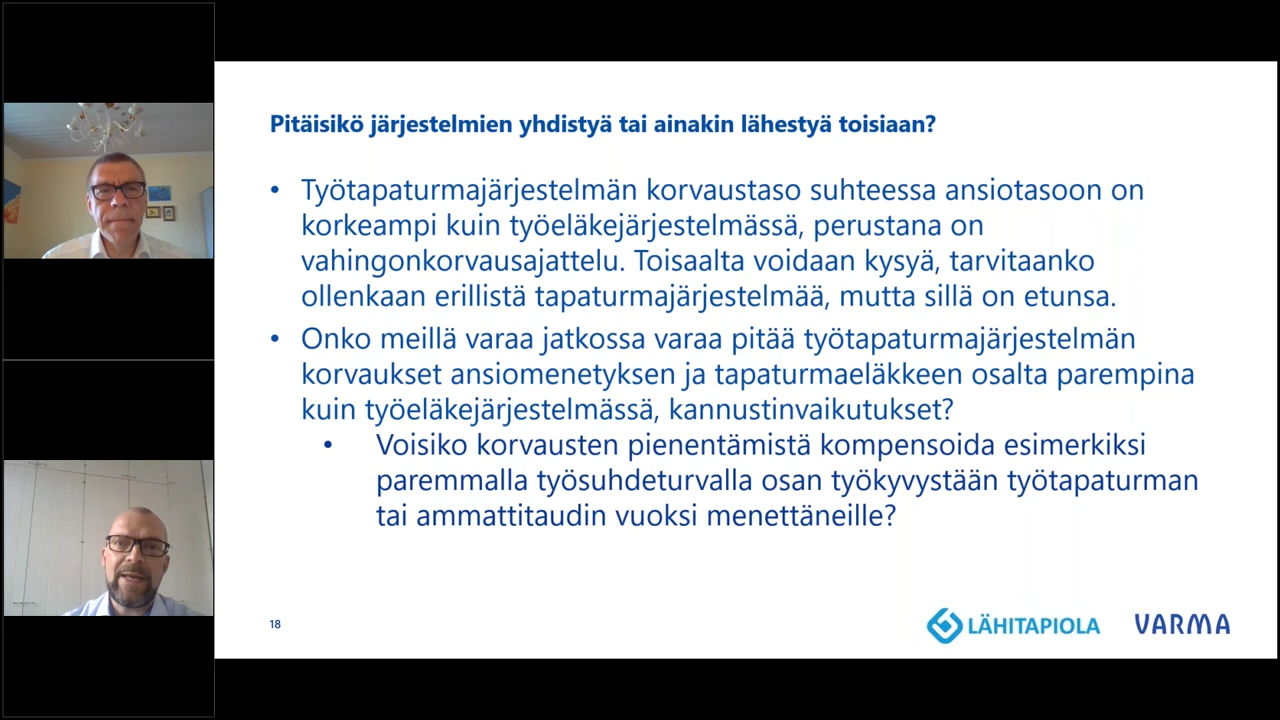 Pitäisikö järjestelmien yhdistyä tai ainakin lähestyä toisiaan?
• Työtapaturmajärjestelmän korvaustaso suhteessa ansiotasoon on
korkeampi kuin työeläkejärjestelmässä, perustana on
vahingonkorvausajattelu. Toisaalta voidaan kysyä, tarvitaanko
ollenkaan erillistä tapaturmajärjestelmää, mutta sillä on etunsa.
• Onko meillä varaa jatkossa varaa pitää työtapaturmajärjestelmän
korvaukset ansiomenetyksen ja tapaturmaeläkkeen osalta parempina
kuin työeläkejärjestelmässä, kannustinvaikutukset?
• Voisiko korvausten pienentämistä kompensoida esimerkiksi
paremmalla työsuhdeturvalla osan työkyvystään työtapaturman
tai ammattitaudin vuoksi menettäneille?
18
LÄHITAPIOLA
VARMA